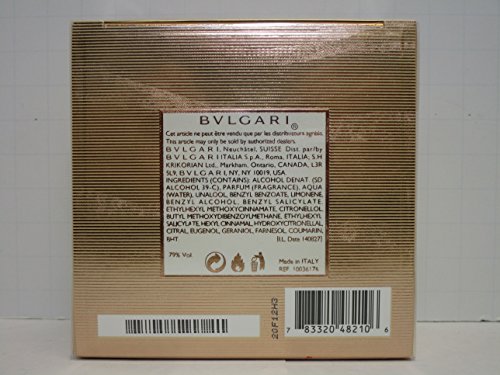 BVLGARI
Cet article ne peut être vendu que par les distributeurs agréés.
This article may only be sold by authorized dealers.
BVLGARI, Neuchâtel, SUISSE Dist. par/by
BVLGARI ITALIA S.p.A., Roma, ITALIA; S.H.
KRIKORIAN Ltd., Markham, Ontario, CANADA, L3R
5L9, BVLGARI, NY, NY 10019, USA.
INGREDIENTS (CONTAINS): ALCOHOL DENAT. (SD
ALCOHOL 39-C), PARFUM (FRAGRANCE), AQUA
(WATER), LINALOOL, BENZYL BENZOATE, LIMONENE,
BENZYL ALCOHOL, BENZYL SALICYLATE,
ETHYLHEXYL METHOXYCINNAMATE, CITRONELLOL
BUTYL METHOXYDIBENZOYLMETHANE, ETHYLHEXYL
SALICYLATE, HEXYL CINNAMAL, HYDROXYCITRONELLAL,
CITRAL, EUGENOL, GERANIOL, FARNESOL, COUMARIN,
BHT. [I.L. Data 140827]
79% Vol.
Made in ITALY
REF. 10036176
20F12H3
7 83320 48210 6